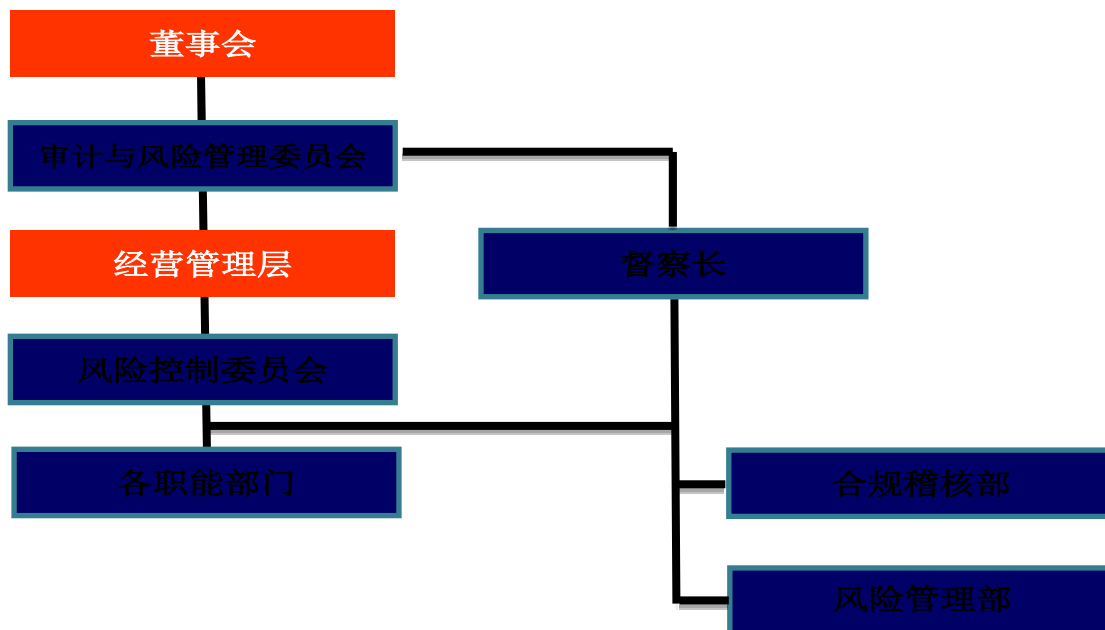 董事会
审计与风险管理委员会
经营管理层
督察长
风险控制委员会
各职能部门
合规稽核部
风险管理部